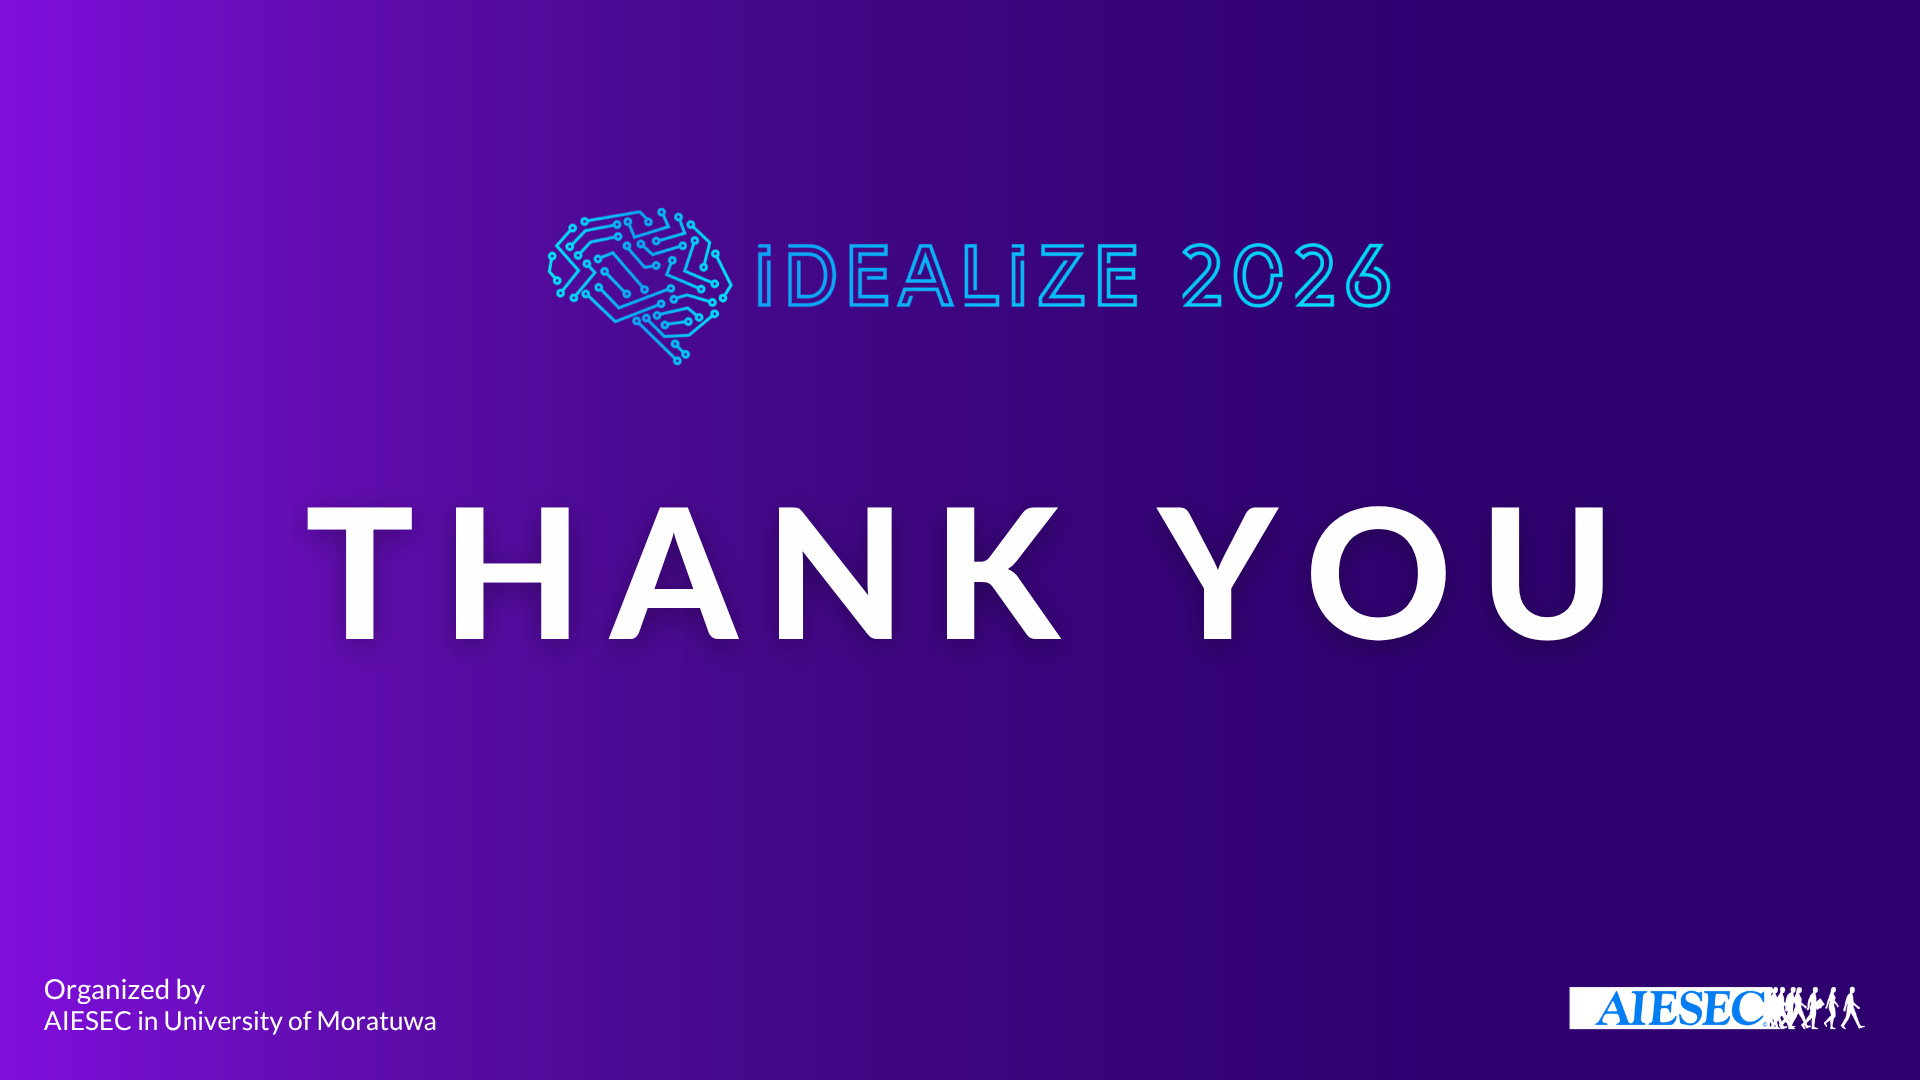 iDEALiZE 2026
THANK YOU
Organized by
AIESEC in University of Moratuwa
AIESEC